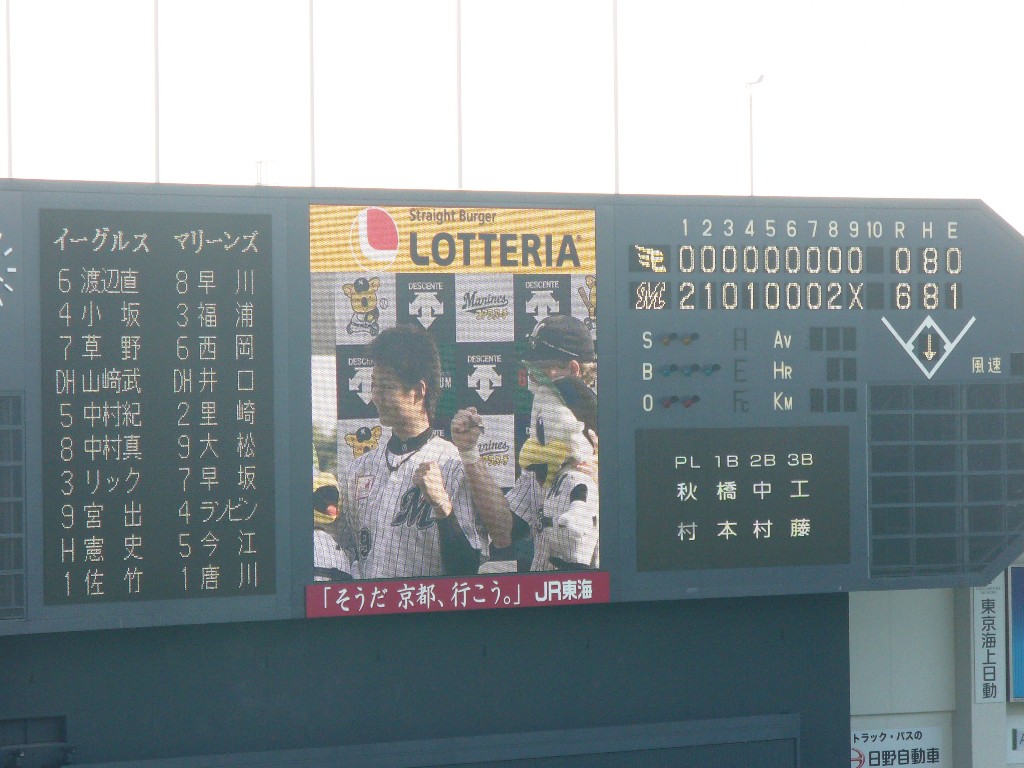 イーグルス マリーンズ
6 渡辺直 8 早川
4 小坂 3 福浦
7 草野 6 西岡
DH 山崎武 DH 井口
5 中村紀 2 里崎
8 中村真 9 大松
3 リック 7 早坂
9 宮出 4 ランビン
H 憲史 5 今江
1 佐竹 1 唐川
Straight Burger
LOTTERIA
DESCENTE
Marines
DESCENTE
DESCENTE
M
「そうだ 京都、行こう。」 JR東海
1 2 3 4 5 6 7 8 9 10 R H E
0 0 0 0 0 0 0 0 0 0 8 0
M 2 1 0 1 0 0 0 2 X 6 8 1
S H Av
B E HR
O Fc KM
風速
PL 1B 2B 3B
秋 橋 中 工
村 本 村 藤
東京海上日動
トラック・バスの
日野自動車